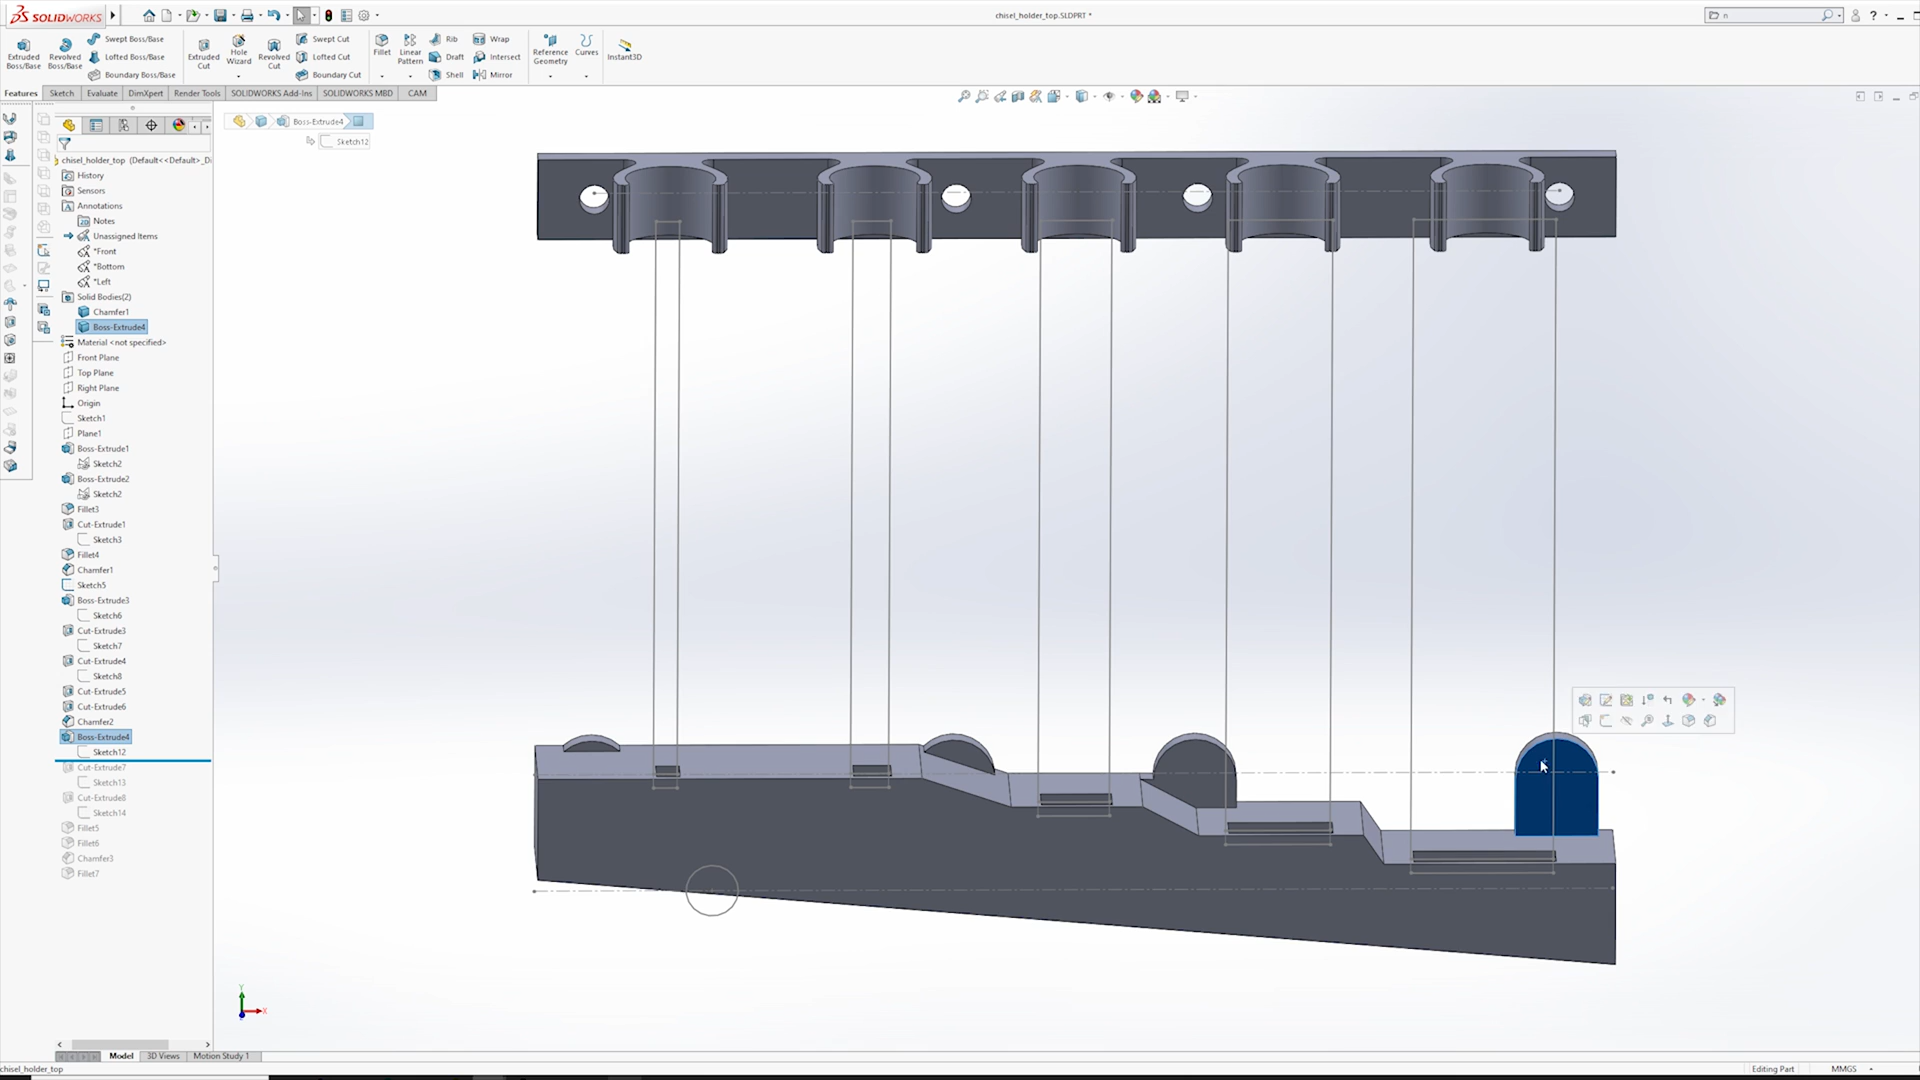 SOLIDWORKS
chisel_holder_top.SLDPRT *
n
Extruded Boss/Base
Revolved Boss/Base
Swept Boss/Base
Lofted Boss/Base
Boundary Boss/Base
Extruded Cut
Hole Wizard
Revolved Cut
Swept Cut
Lofted Cut
Boundary Cut
Fillet
Linear Pattern
Rib
Draft
Shell
Wrap
Intersect
Mirror
Reference Geometry
Curves
Instant3D
Features
Sketch
Evaluate
DimXpert
Render Tools
SOLIDWORKS Add-Ins
SOLIDWORKS MBD
CAM
Boss-Extrude4
Sketch12
chisel_holder_top (Default<<Default>_D
History
Sensors
Annotations
Notes
Unassigned Items
*Front
*Bottom
*Left
Solid Bodies(2)
Chamfer1
Boss-Extrude4
Material <not specified>
Front Plane
Top Plane
Right Plane
Origin
Sketch1
Plane1
Boss-Extrude1
Sketch2
Boss-Extrude2
Sketch2
Fillet3
Cut-Extrude1
Sketch3
Fillet4
Chamfer1
Sketch5
Boss-Extrude3
Sketch6
Cut-Extrude3
Sketch7
Cut-Extrude4
Sketch8
Cut-Extrude5
Cut-Extrude6
Chamfer2
Boss-Extrude4
Sketch12
Cut-Extrude7
Sketch13
Cut-Extrude8
Sketch14
Fillet5
Fillet6
Chamfer3
Fillet7
Y
X
Model
3D Views
Motion Study 1
chisel_holder_top
Editing Part
MMGS